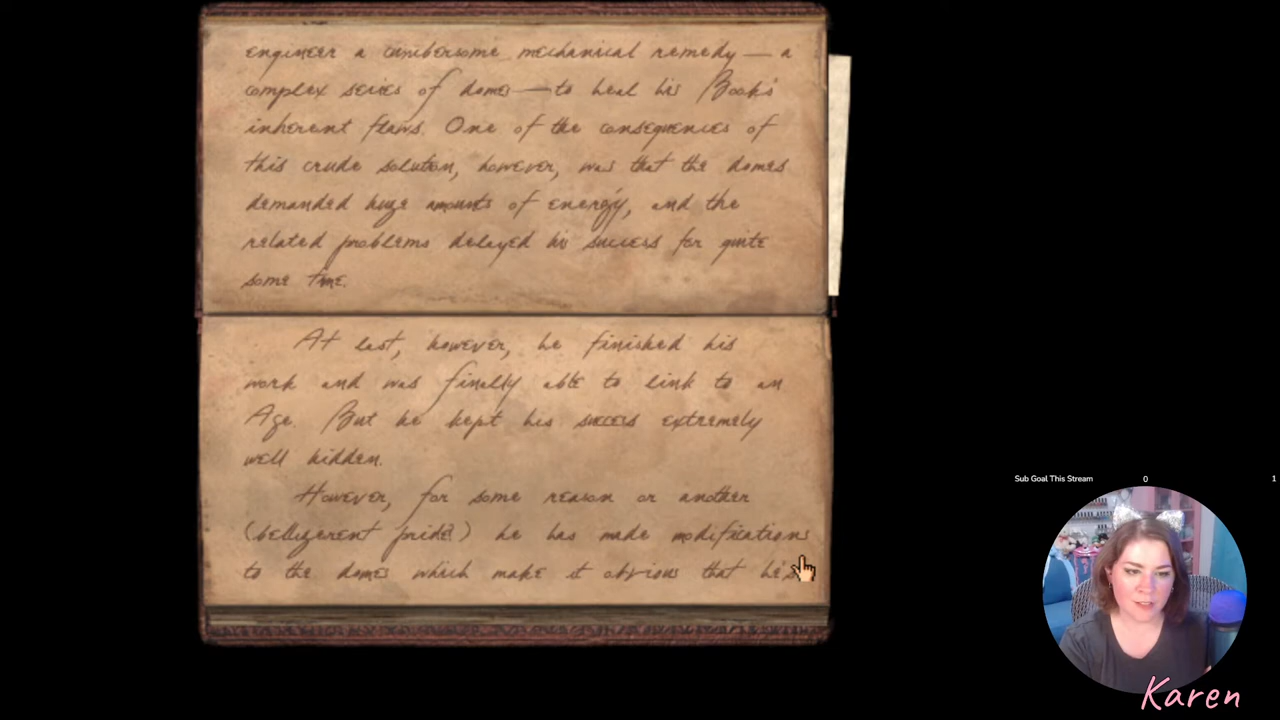 engineer a cumbersome mechanical remedy — a
complex series of domes — to heal his Book's
inherent flaws. One of the consequences of
this crude solution, however, was that the domes
demanded huge amounts of energy, and the
related problems delayed his success for quite
some time.
At last, however, he finished his
work and was finally able to link to an
Age. But he kept his success extremely
well hidden.
However, for some reason or another
(belligerent pride?) he has made modifications
to the domes which make it obvious that he's
Sub Goal This Stream 0 1
Karen